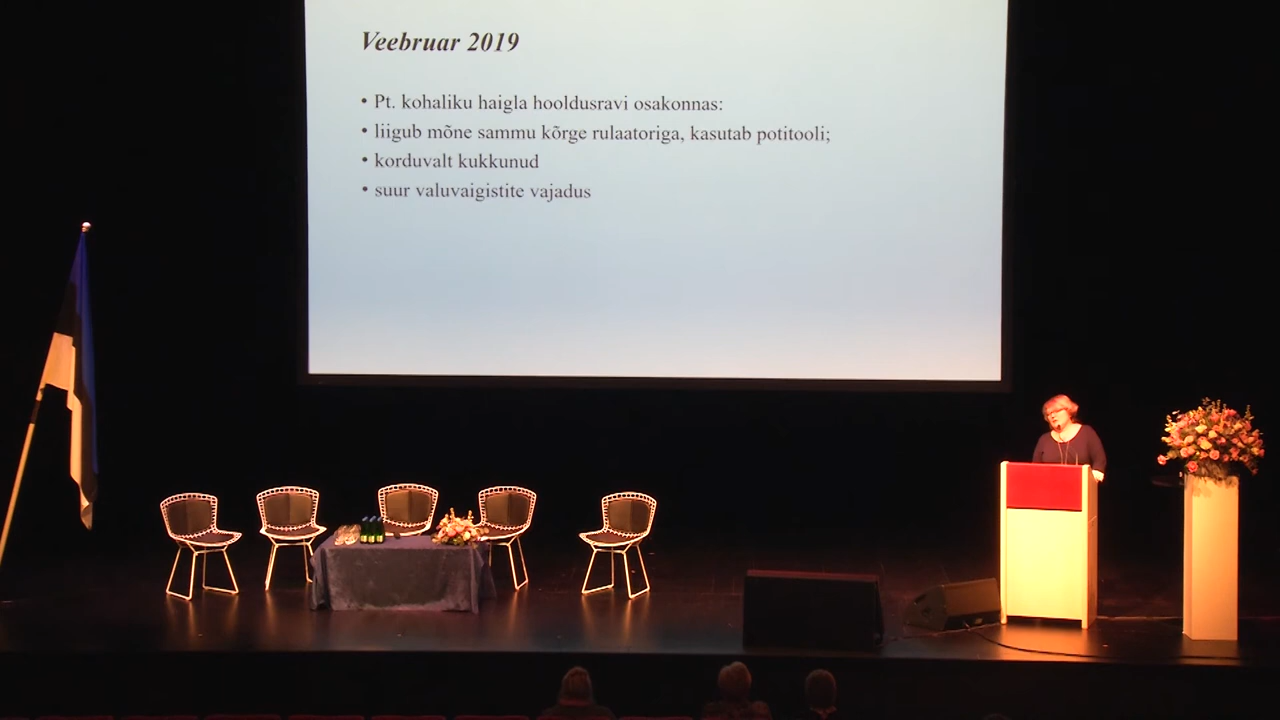 Veebruar 2019
• Pt. kohaliku haigla hooldusravi osakonnas:
• liigub mõne sammu kõrge rulaatoriga, kasutab potitooli;
• korduvalt kukkunud
• suur valuvaigistite vajadus